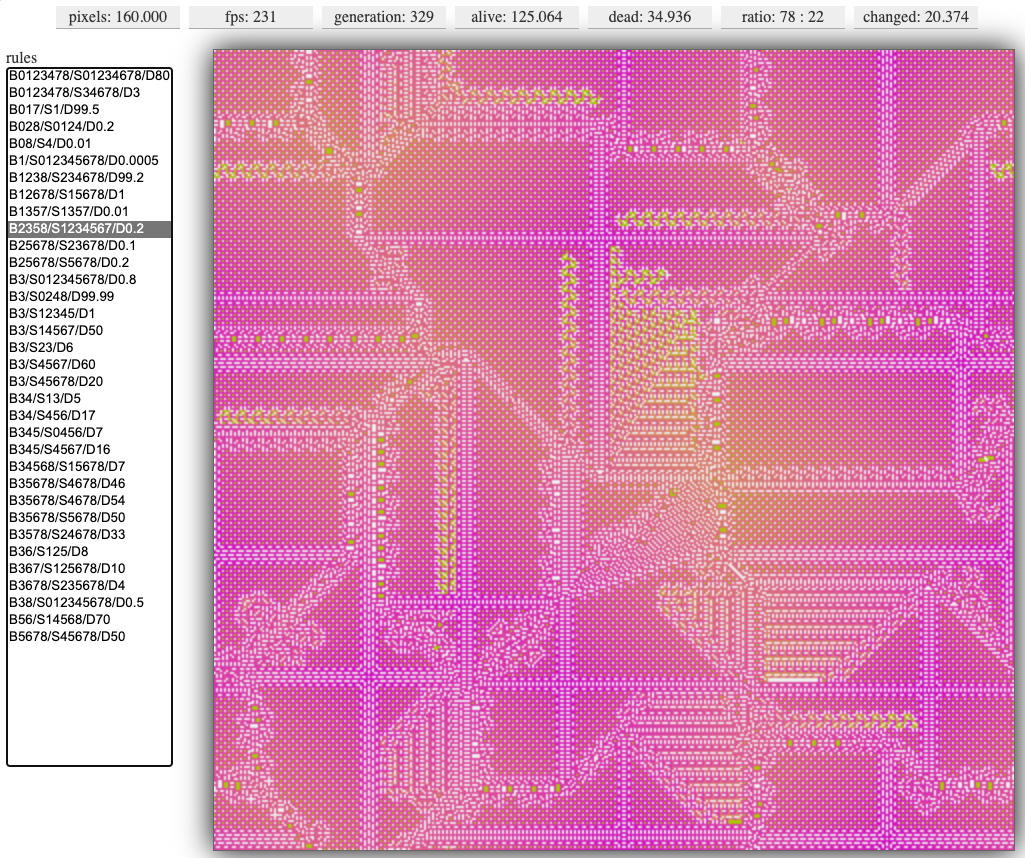 pixels: 160.000 fps: 231 generation: 329 alive: 125.064 dead: 34.936 ratio: 78 : 22 changed: 20.374
rules
B0123478/S01234678/D80
B0123478/S34678/D3
B017/S1/D99.5
B028/S0124/D0.2
B08/S4/D0.01
B1/S012345678/D0.0005
B1238/S234678/D99.2
B12678/S15678/D1
B1357/S1357/D0.01
B2358/S1234567/D0.2
B25678/S23678/D0.1
B25678/S5678/D0.2
B3/S012345678/D0.8
B3/S0248/D99.99
B3/S12345/D1
B3/S14567/D50
B3/S23/D6
B3/S4567/D60
B3/S45678/D20
B34/S13/D5
B34/S456/D17
B345/S0456/D7
B345/S4567/D16
B34568/S15678/D7
B35678/S4678/D46
B35678/S4678/D54
B35678/S5678/D50
B3578/S24678/D33
B36/S125/D8
B367/S125678/D10
B3678/S235678/D4
B38/S012345678/D0.5
B56/S14568/D70
B5678/S45678/D50